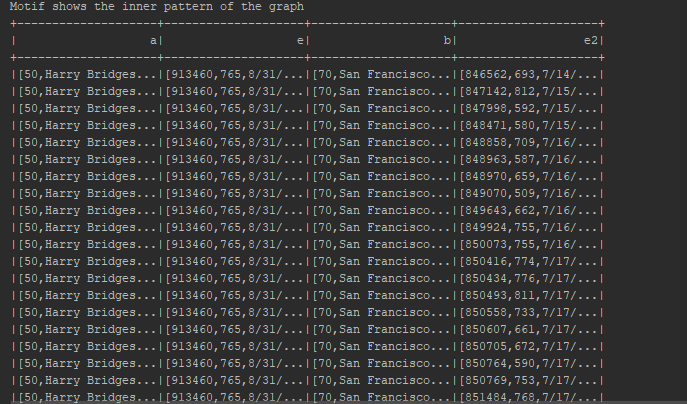 Motif shows the inner pattern of the graph
+--------------------+--------------------+--------------------+--------------------+
|                   a|                   e|                   b|                  e2|
+--------------------+--------------------+--------------------+--------------------+
|[50,Harry Bridges...|[913460,765,8/31/...|[70,San Francisco...|[846562,693,7/14/...|
|[50,Harry Bridges...|[913460,765,8/31/...|[70,San Francisco...|[847142,812,7/15/...|
|[50,Harry Bridges...|[913460,765,8/31/...|[70,San Francisco...|[847998,592,7/15/...|
|[50,Harry Bridges...|[913460,765,8/31/...|[70,San Francisco...|[848471,580,7/15/...|
|[50,Harry Bridges...|[913460,765,8/31/...|[70,San Francisco...|[848858,709,7/16/...|
|[50,Harry Bridges...|[913460,765,8/31/...|[70,San Francisco...|[848963,587,7/16/...|
|[50,Harry Bridges...|[913460,765,8/31/...|[70,San Francisco...|[848970,659,7/16/...|
|[50,Harry Bridges...|[913460,765,8/31/...|[70,San Francisco...|[849070,509,7/16/...|
|[50,Harry Bridges...|[913460,765,8/31/...|[70,San Francisco...|[849643,662,7/16/...|
|[50,Harry Bridges...|[913460,765,8/31/...|[70,San Francisco...|[849924,755,7/16/...|
|[50,Harry Bridges...|[913460,765,8/31/...|[70,San Francisco...|[850073,755,7/16/...|
|[50,Harry Bridges...|[913460,765,8/31/...|[70,San Francisco...|[850416,774,7/17/...|
|[50,Harry Bridges...|[913460,765,8/31/...|[70,San Francisco...|[850434,776,7/17/...|
|[50,Harry Bridges...|[913460,765,8/31/...|[70,San Francisco...|[850493,811,7/17/...|
|[50,Harry Bridges...|[913460,765,8/31/...|[70,San Francisco...|[850558,733,7/17/...|
|[50,Harry Bridges...|[913460,765,8/31/...|[70,San Francisco...|[850607,661,7/17/...|
|[50,Harry Bridges...|[913460,765,8/31/...|[70,San Francisco...|[850705,672,7/17/...|
|[50,Harry Bridges...|[913460,765,8/31/...|[70,San Francisco...|[850764,590,7/17/...|
|[50,Harry Bridges...|[913460,765,8/31/...|[70,San Francisco...|[850769,753,7/17/...|
|[50,Harry Bridges...|[913460,765,8/31/...|[70,San Francisco...|[851484,768,7/17/...|